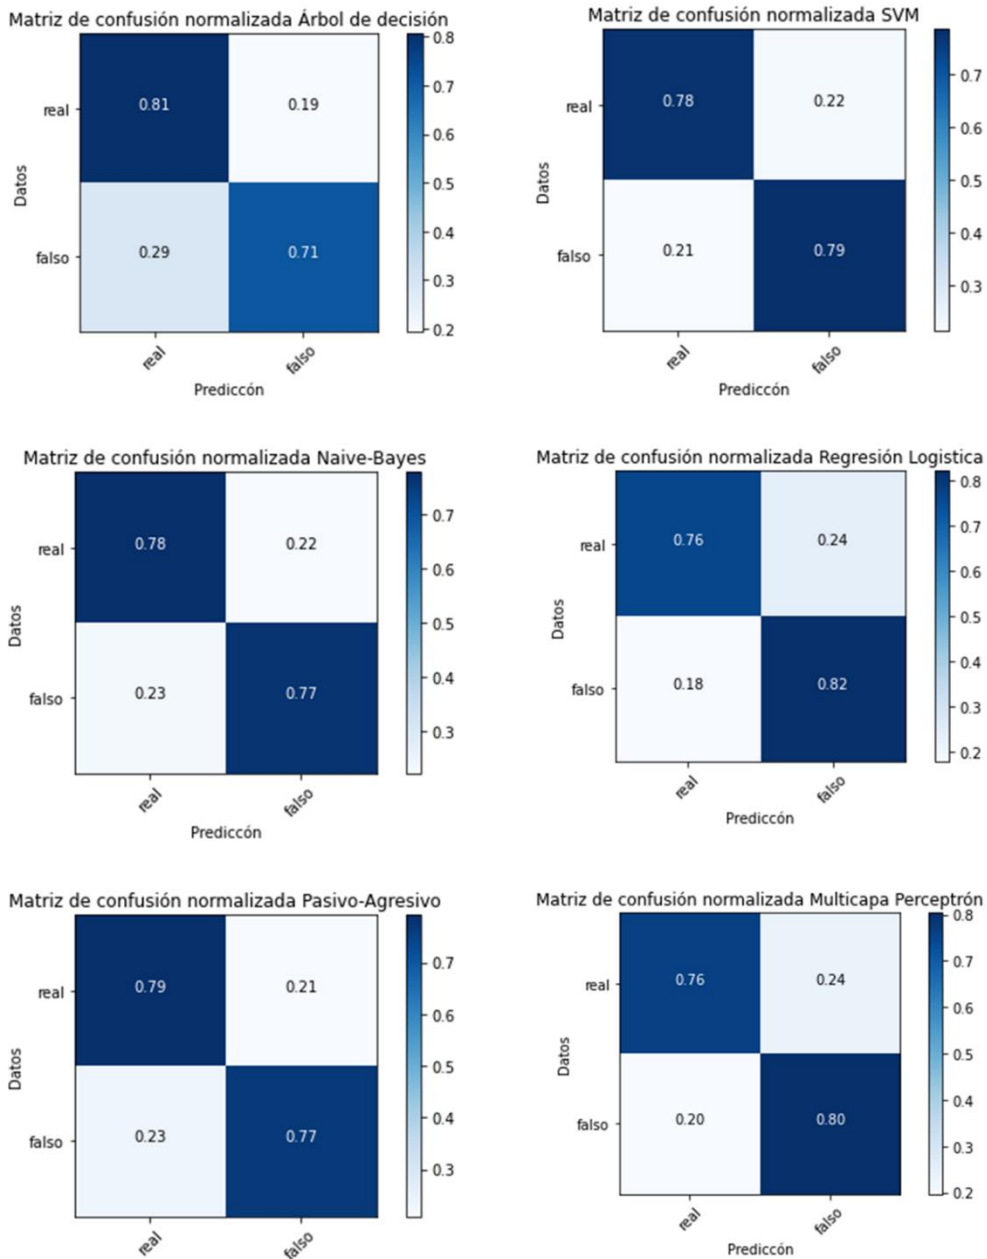 Matriz de confusión normalizada Árbol de decisión
0.8
0.7
0.6
0.5
0.4
0.3
0.2
real
falso
0.81
0.19
0.29
0.71
Datos
real
falso
Prediccón
Matriz de confusión normalizada SVM
0.7
0.6
0.5
0.4
0.3
real
falso
0.78
0.22
0.21
0.79
Datos
real
falso
Prediccón
Matriz de confusión normalizada Naive-Bayes
0.7
0.6
0.5
0.4
0.3
real
falso
0.78
0.22
0.23
0.77
Datos
real
falso
Prediccón
Matriz de confusión normalizada Regresión Logistica
0.8
0.7
0.6
0.5
0.4
0.3
0.2
real
falso
0.76
0.24
0.18
0.82
Datos
real
falso
Prediccón
Matriz de confusión normalizada Pasivo-Agresivo
0.7
0.6
0.5
0.4
0.3
real
falso
0.79
0.21
0.23
0.77
Datos
real
falso
Matriz de confusión normalizada Multicapa Perceptrón
0.8
0.7
0.6
0.5
0.4
0.3
0.2
real
falso
0.76
0.24
0.20
0.80
Datos
real
falso
Prediccón